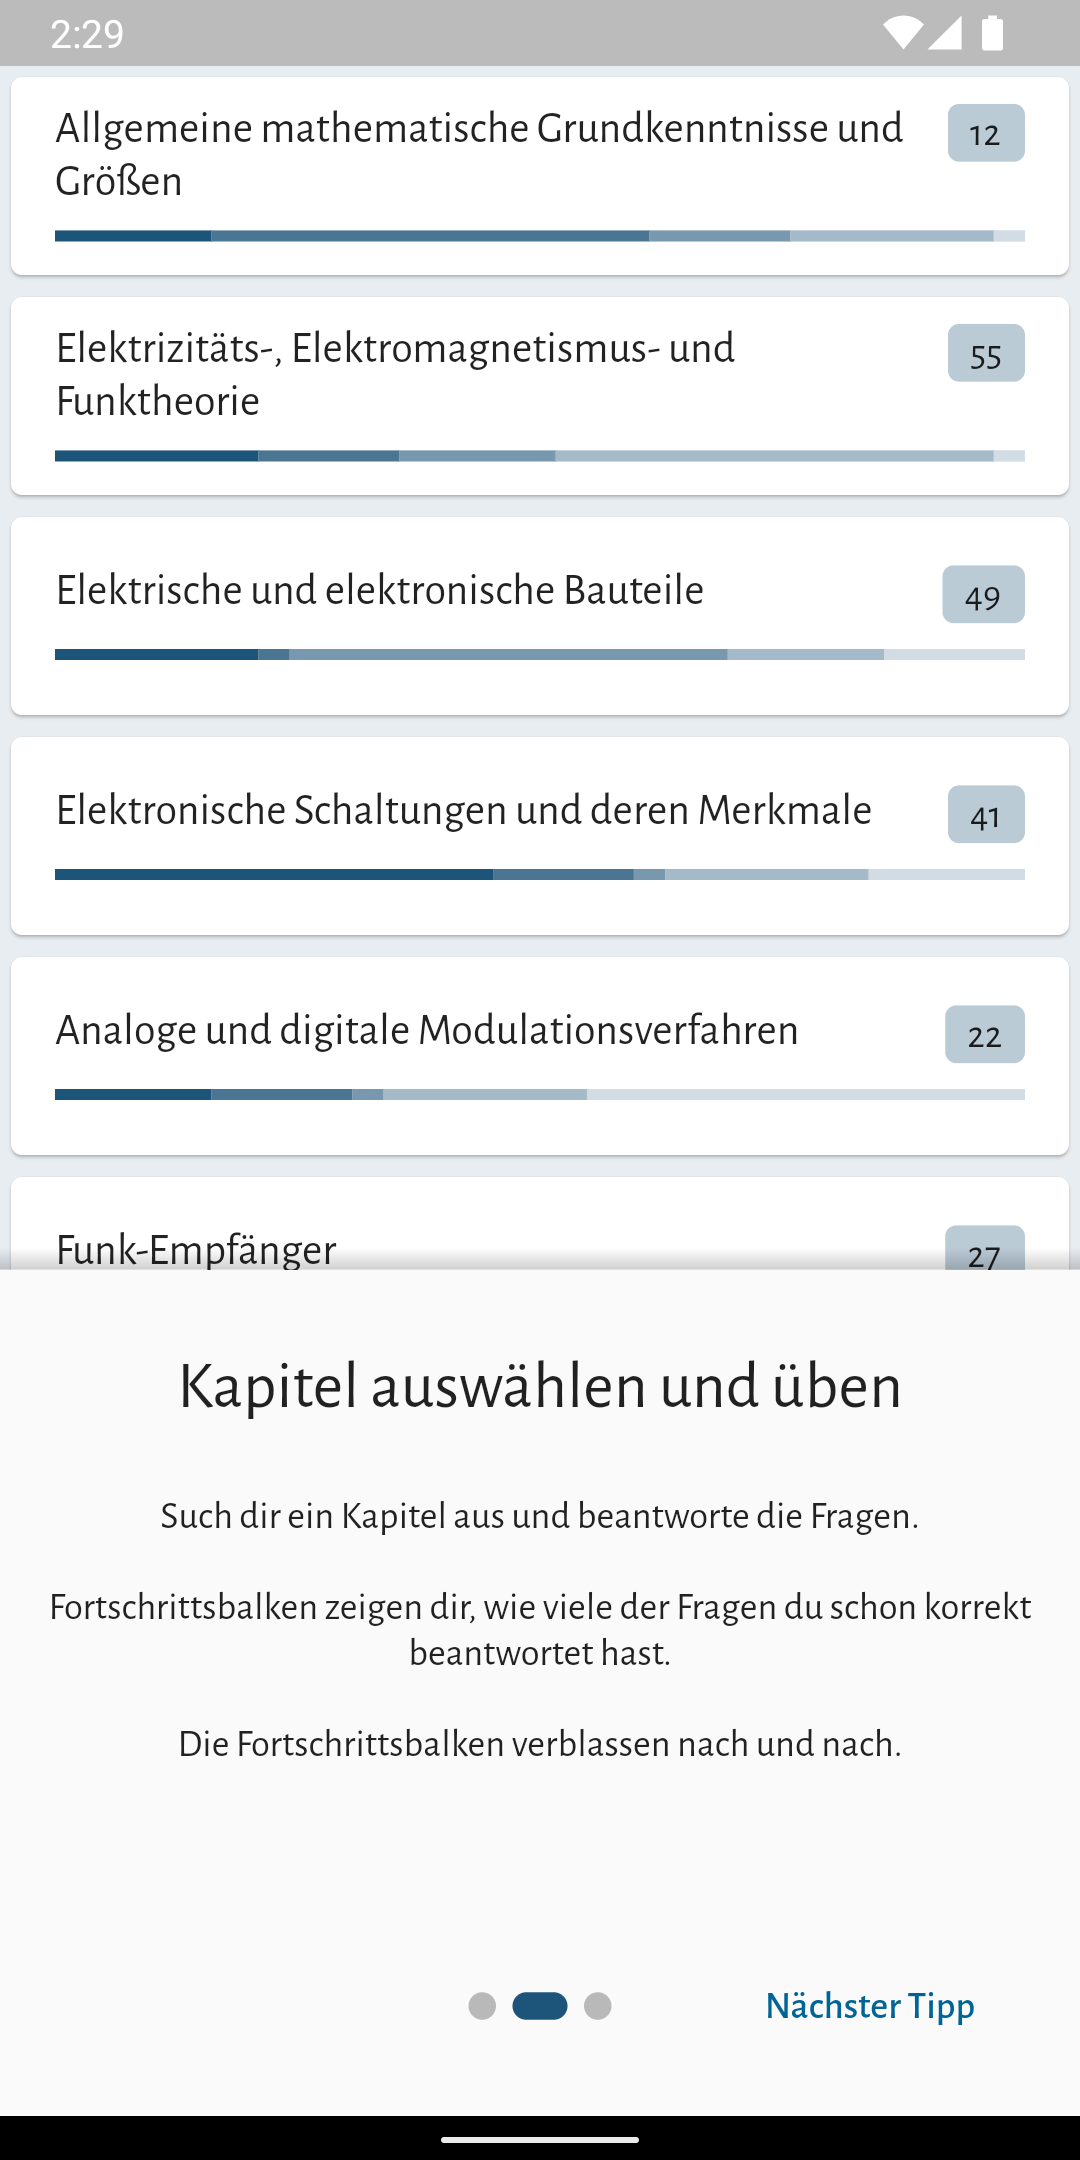 2:29
Allgemeine mathematische Grundkenntnisse und
Größen
12
Elektrizitäts-, Elektromagnetismus- und
Funktheorie
55
Elektrische und elektronische Bauteile
49
Elektronische Schaltungen und deren Merkmale
41
Analoge und digitale Modulationsverfahren
22
Funk-Empfänger
27
Kapitel auswählen und üben
Such dir ein Kapitel aus und beantworte die Fragen.
Fortschrittsbalken zeigen dir, wie viele der Fragen du schon korrekt
beantwortet hast.
Die Fortschrittsbalken verblassen nach und nach.
Nächster Tipp